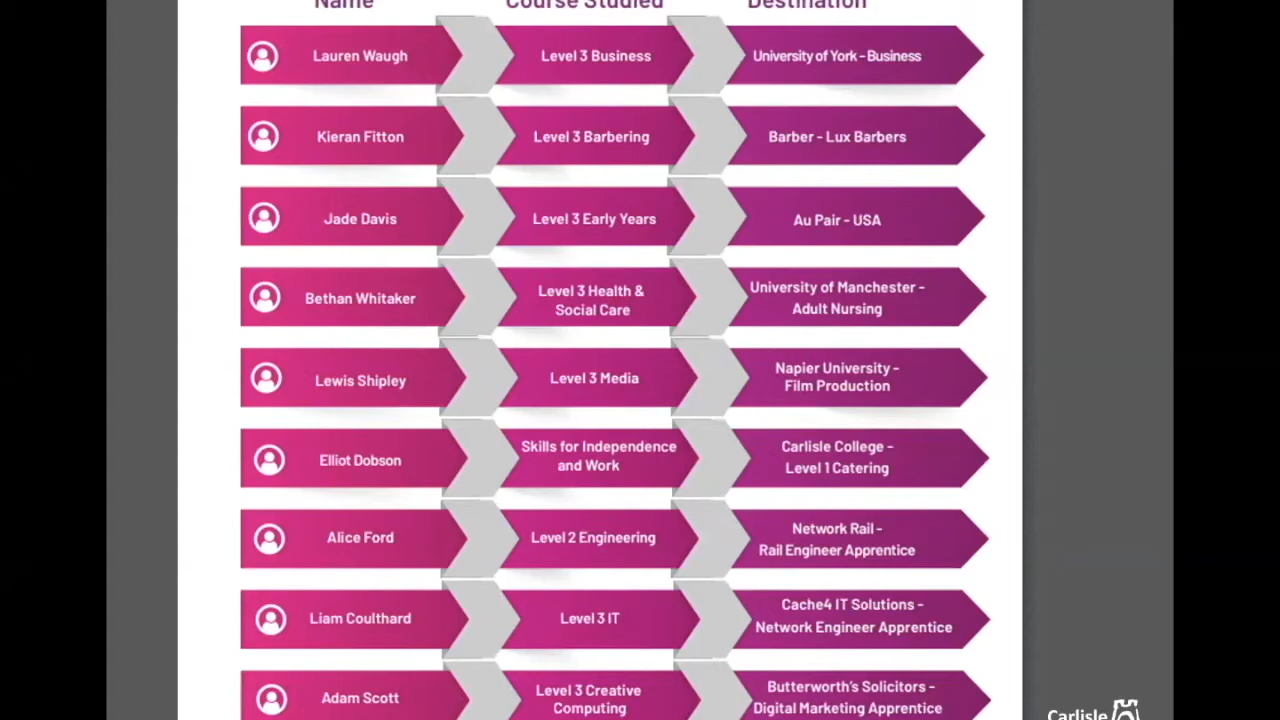 Name Course Studied Destination
Lauren Waugh Level 3 Business University of York - Business
Kieran Fitton Level 3 Barbering Barber - Lux Barbers
Jade Davis Level 3 Early Years Au Pair - USA
Bethan Whitaker
Level 3 Health &
Social Care
University of Manchester -
Adult Nursing
Lewis Shipley
Level 3 Media
Napier University -
Film Production
Elliot Dobson
Skills for Independence
and Work
Carlisle College -
Level 1 Catering
Alice Ford
Level 2 Engineering
Network Rail -
Rail Engineer Apprentice
Liam Coulthard
Level 3 IT
Cache4 IT Solutions -
Network Engineer Apprentice
Adam Scott
Level 3 Creative
Computing
Butterworth's Solicitors -
Digital Marketing Apprentice
Carlisle